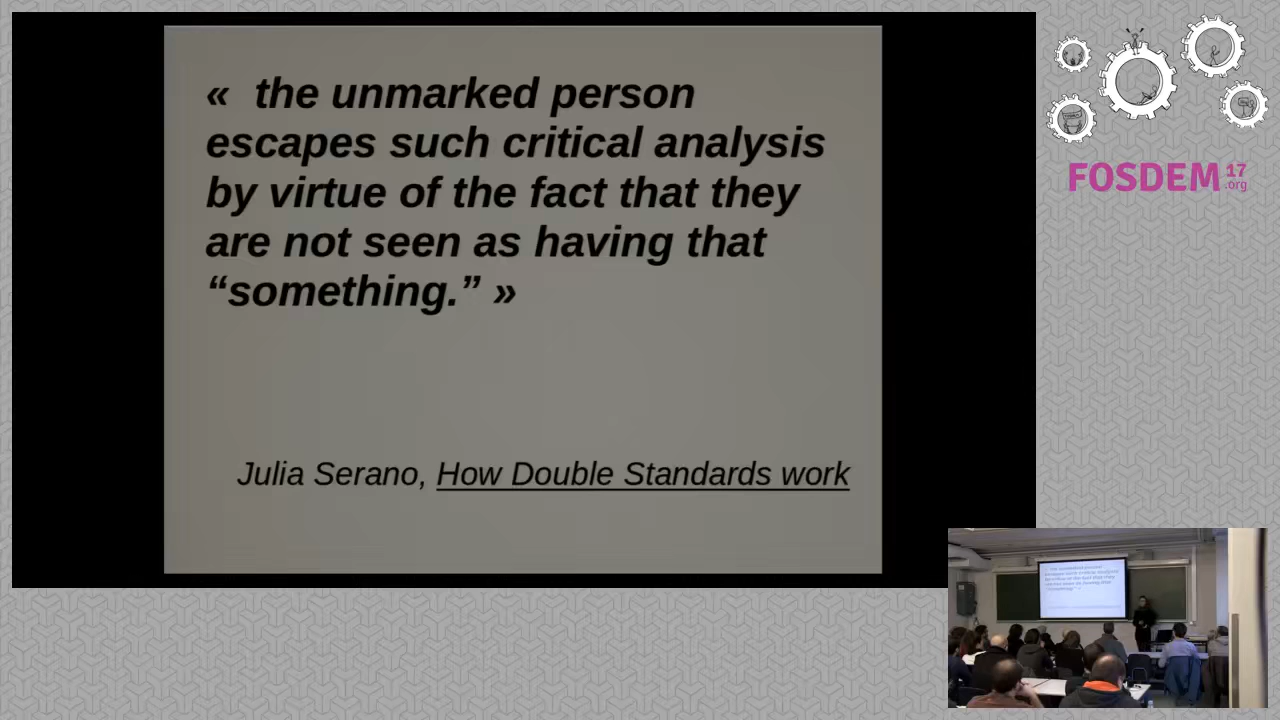 «  the unmarked person
escapes such critical analysis
by virtue of the fact that they
are not seen as having that
“something.” »
Julia Serano, How Double Standards work
FOSDEM 17
.org